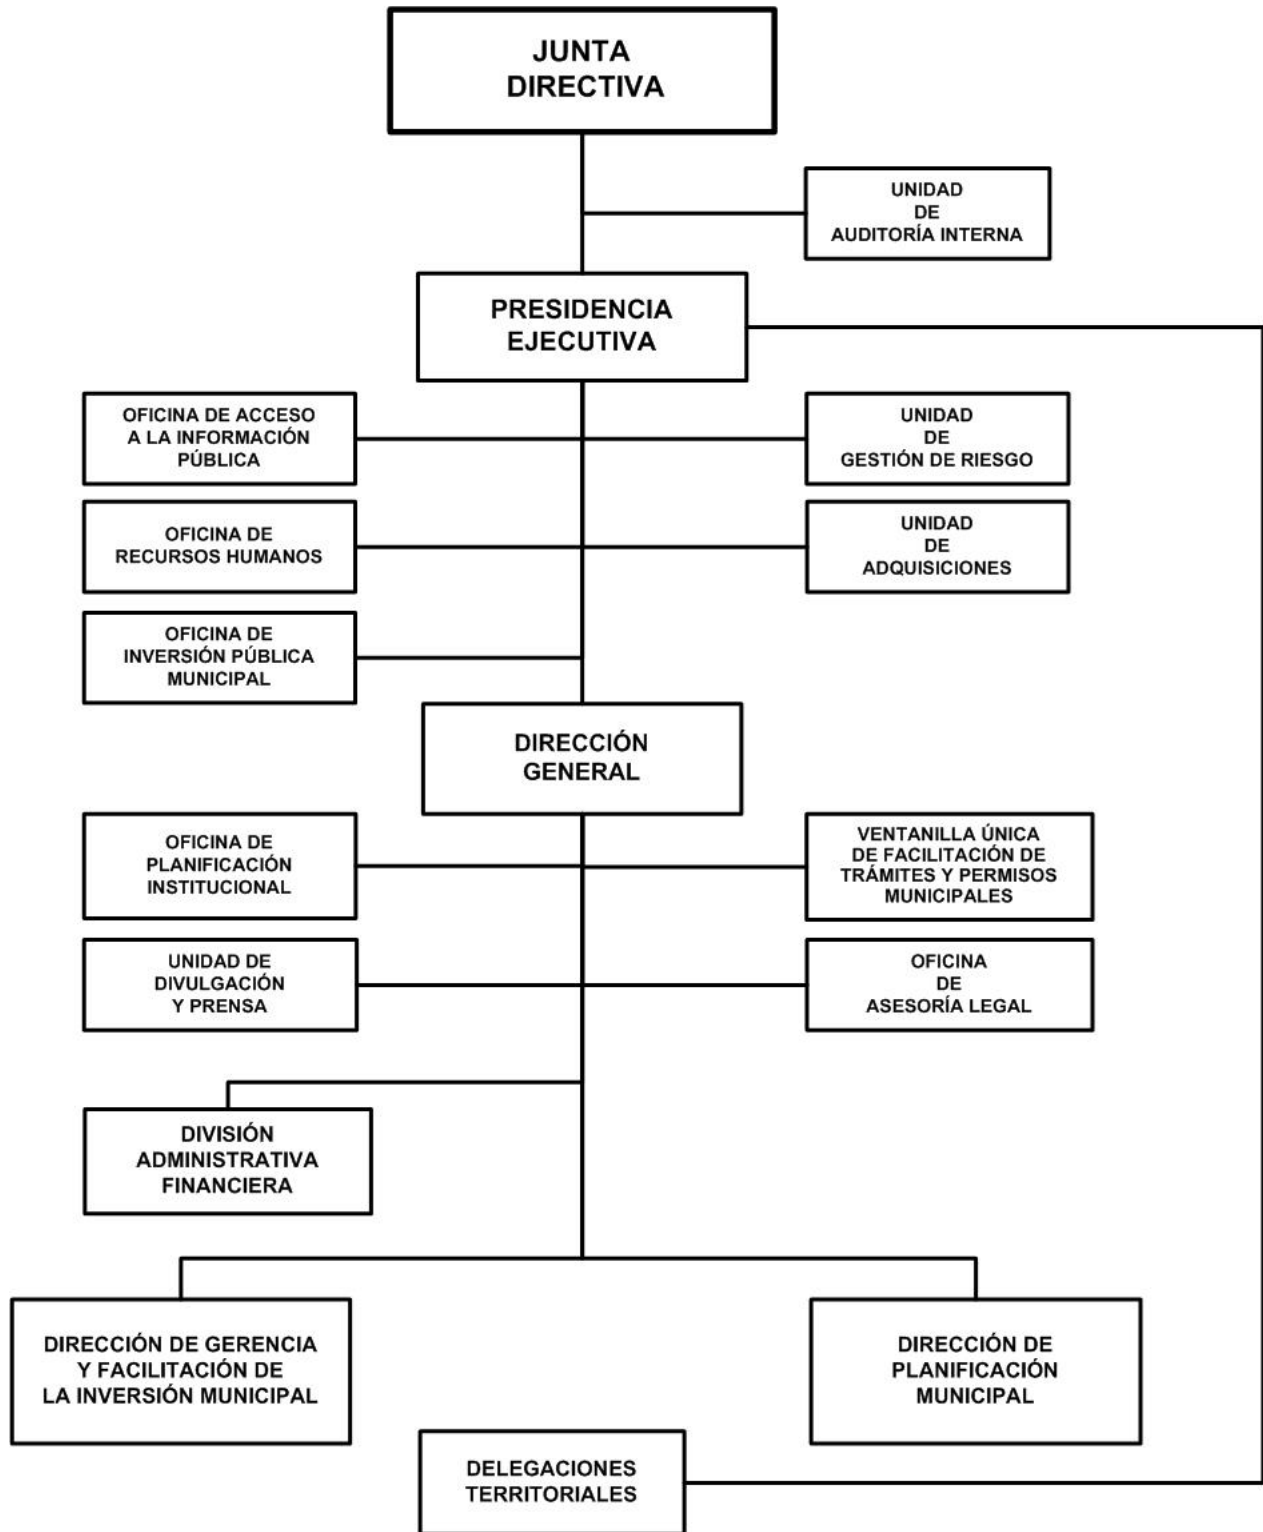 JUNTA
DIRECTIVA
UNIDAD
DE
AUDITORÍA INTERNA
PRESIDENCIA
EJECUTIVA
OFICINA DE ACCESO
A LA INFORMACIÓN
PÚBLICA
UNIDAD
DE
GESTIÓN DE RIESGO
OFICINA DE
RECURSOS HUMANOS
UNIDAD
DE
ADQUISICIONES
OFICINA DE
INVERSIÓN PÚBLICA
MUNICIPAL
DIRECCIÓN
GENERAL
OFICINA DE
PLANIFICACIÓN
INSTITUCIONAL
VENTANILLA ÚNICA
DE FACILITACIÓN DE
TRÁMITES Y PERMISOS
MUNICIPALES
UNIDAD DE
DIVULGACIÓN
Y PRENSA
OFICINA
DE
ASESORÍA LEGAL
DIVISIÓN
ADMINISTRATIVA
FINANCIERA
DIRECCIÓN DE GERENCIA
Y FACILITACIÓN DE
LA INVERSIÓN MUNICIPAL
DIRECCIÓN DE
PLANIFICACIÓN
MUNICIPAL
DELEGACIONES
TERRITORIALES